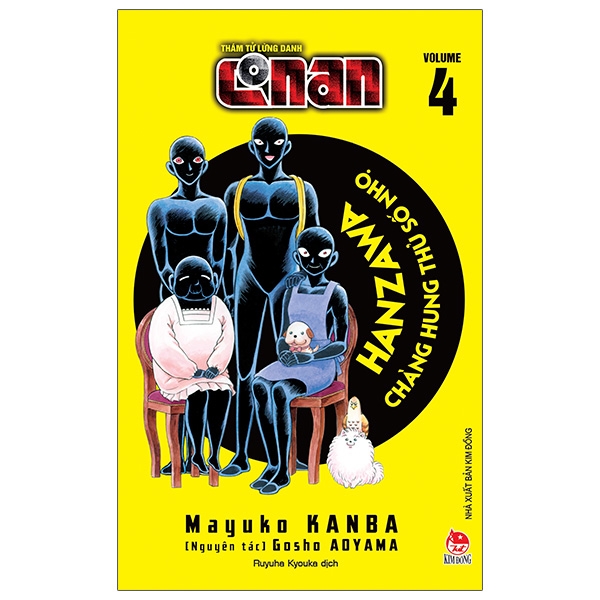 THÁM TỬ LỪNG DANH
Conan
VOLUME
4
HANZAWA
CHÀNG HUNG THỦ SỐ NHỌ
NHÀ XUẤT BẢN KIM ĐỒNG
Mayuko KANBA
(Nguyên tác) Gosho AOYAMA
Ruyuha Kyouka dịch
KIM ĐỒNG